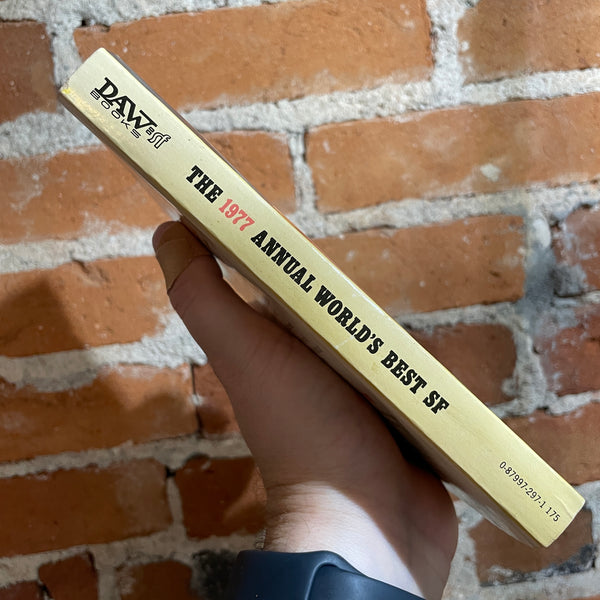 DAW
BOOKS
sf
THE 1977 ANNUAL WORLD'S BEST SF
0-87997-297-1 175